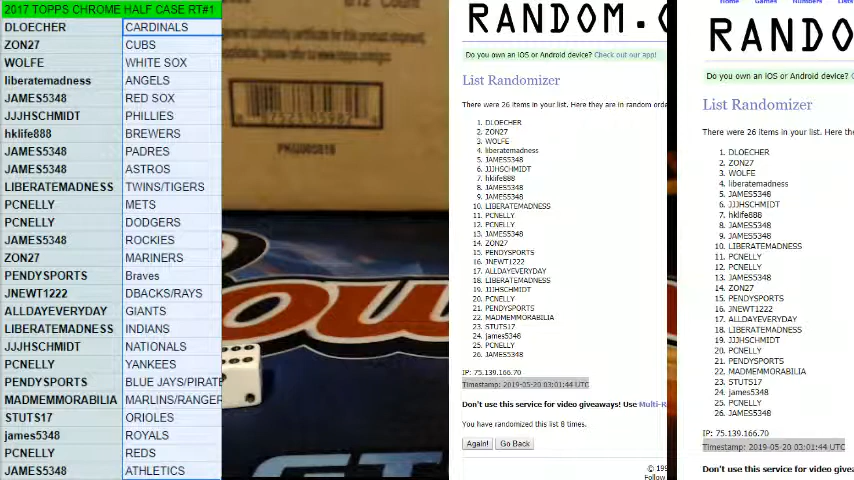 2017 TOPPS CHROME HALF CASE RT#1
DLOECHER CARDINALS
ZON27 CUBS
WOLFE WHITE SOX
liberatemadness ANGELS
JAMES5348 RED SOX
JJJHSCHMIDT PHILLIES
hklife888 BREWERS
JAMES5348 PADRES
JAMES5348 ASTROS
LIBERATEMADNESS TWINS/TIGERS
PCNELLY METS
PCNELLY DODGERS
JAMES5348 ROCKIES
ZON27 MARINERS
PENDYSPORTS Braves
JNEWT1222 DBACKS/RAYS
ALLDAYEVERYDAY GIANTS
LIBERATEMADNESS INDIANS
JJJHSCHMIDT NATIONALS
PCNELLY YANKEES
PENDYSPORTS BLUE JAYS/PIRATE
MADMEMMORABILIA MARLINS/RANGER
STUTS17 ORIOLES
james5348 ROYALS
PCNELLY REDS
JAMES5348 ATHLETICS
RANDOM.
Do you own an iOS or Android device? Check out our app!
List Randomizer
There were 26 items in your list. Here they are in random orde
1. DLOECHER
2. ZON27
3. WOLFE
4. liberatemadness
5. JAMES5348
6. JJJHSCHMIDT
7. hklife888
8. JAMES5348
9. JAMES5348
10. LIBERATEMADNESS
11. PCNELLY
12. PCNELLY
13. JAMES5348
14. ZON27
15. PENDYSPORTS
16. JNEWT1222
17. ALLDAYEVERYDAY
18. LIBERATEMADNESS
19. JJJHSCHMIDT
20. PCNELLY
21. PENDYSPORTS
22. MADMEMMORABILIA
23. STUTS17
24. james5348
25. PCNELLY
26. JAMES5348
IP: 75.139.166.70
Timestamp: 2019-05-20 03:01:44 UTC
Don't use this service for video giveaways! Use Multi-R
You have randomized this list 8 times.
Again! Go Back
© 199
Follow
Home Games Numbers Lists
RANDO
Do you own an iOS or Android device? C
List Randomizer
There were 26 items in your list. Here the
1. DLOECHER
2. ZON27
3. WOLFE
4. liberatemadness
5. JAMES5348
6. JJJHSCHMIDT
7. hklife888
8. JAMES5348
9. JAMES5348
10. LIBERATEMADNESS
11. PCNELLY
12. PCNELLY
13. JAMES5348
14. ZON27
15. PENDYSPORTS
16. JNEWT1222
17. ALLDAYEVERYDAY
18. LIBERATEMADNESS
19. JJJHSCHMIDT
20. PCNELLY
21. PENDYSPORTS
22. MADMEMMORABILIA
23. STUTS17
24. james5348
25. PCNELLY
26. JAMES5348
IP: 75.139.166.70
Timestamp: 2019-05-20 03:01:44 UTC
Don't use this service for video givea